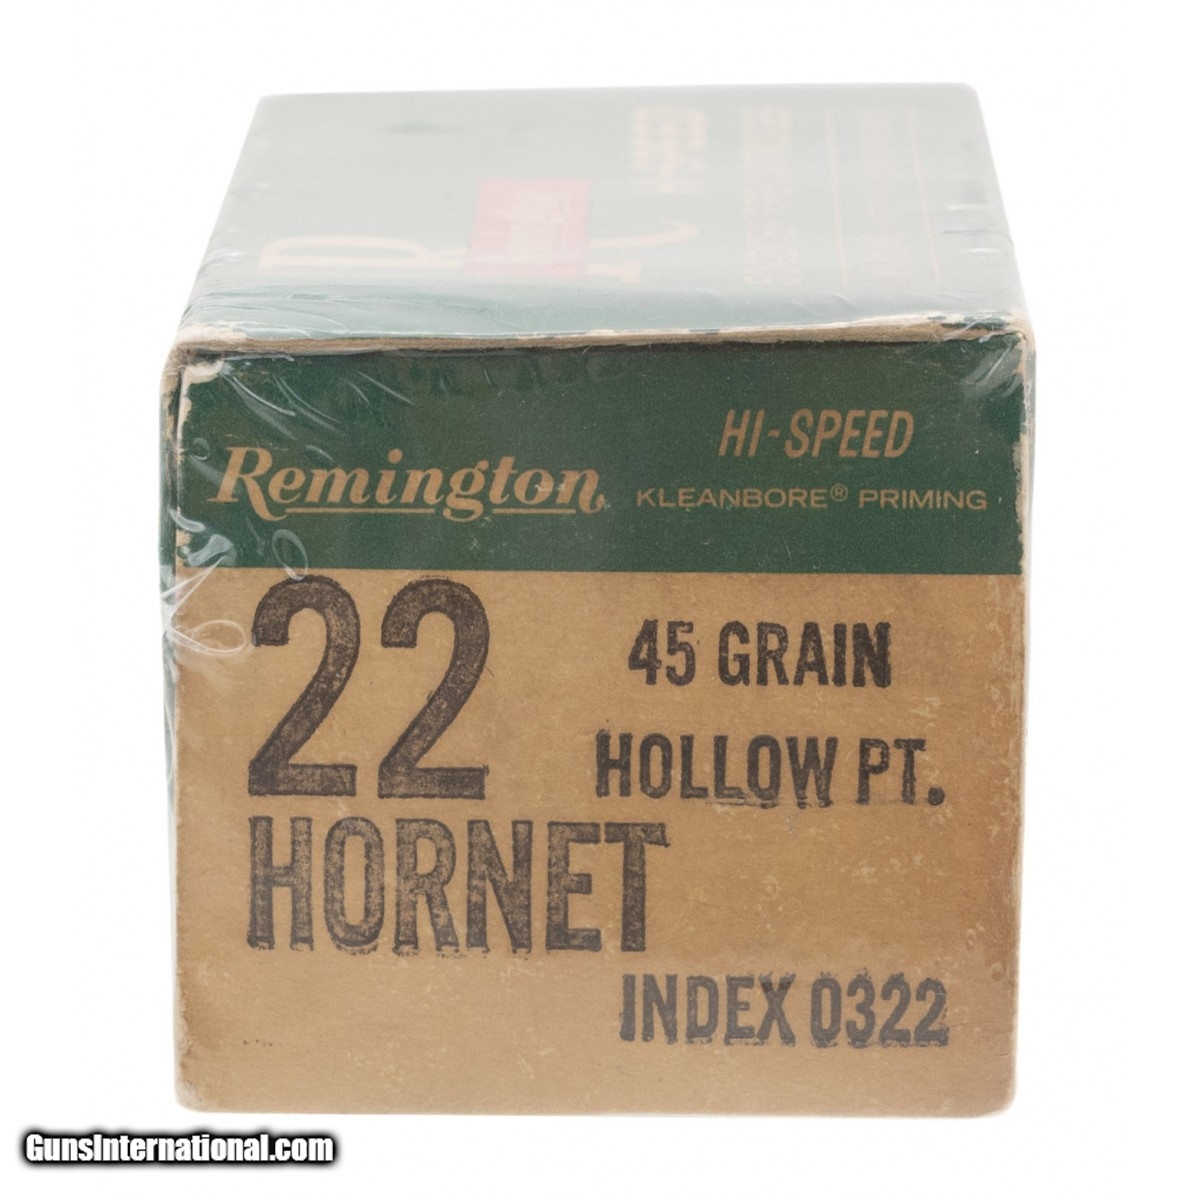 HI-SPEED
Remington
KLEANBORE® PRIMING
22
45 GRAIN
HOLLOW PT.
HORNET
INDEX 0322
GunsInternational.com